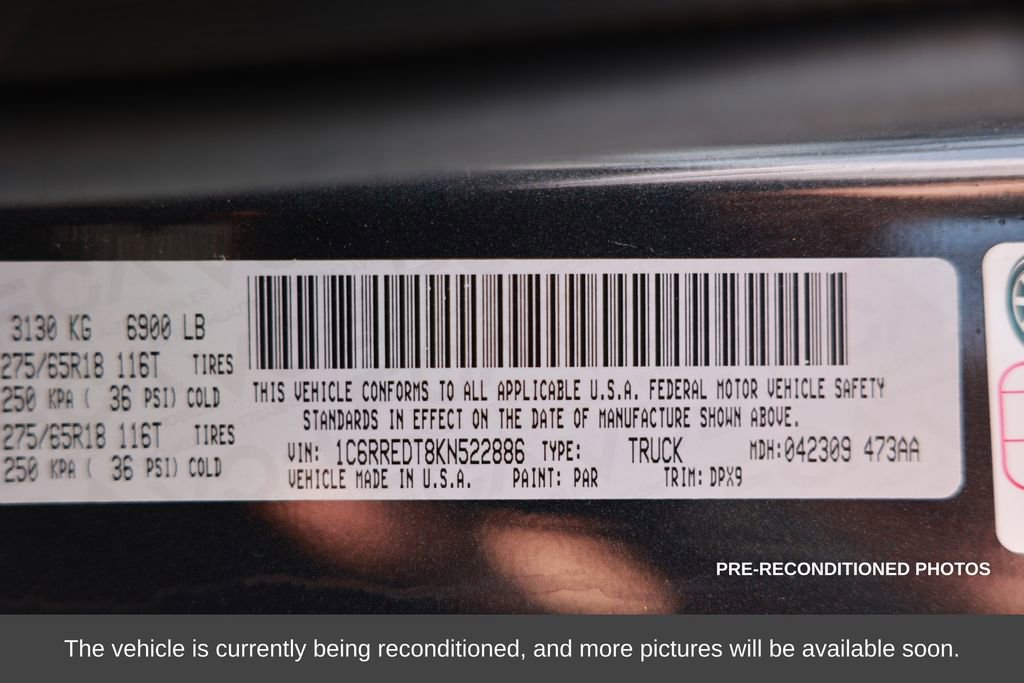 3130 KG 6900 LB
275/65R18 116T TIRES
250 KPA ( 36 PSI) COLD
275/65R18 116T TIRES
250 KPA ( 36 PSI) COLD
THIS VEHICLE CONFORMS TO ALL APPLICABLE U.S.A. FEDERAL MOTOR VEHICLE SAFETY
STANDARDS IN EFFECT ON THE DATE OF MANUFACTURE SHOWN ABOVE.
VIN: 1C6RREDT8KN522886 TYPE: TRUCK MDH:042309 473AA
VEHICLE MADE IN U.S.A. PAINT: PAR TRIM: DPX9
PRE-RECONDITIONED PHOTOS
The vehicle is currently being reconditioned, and more pictures will be available soon.